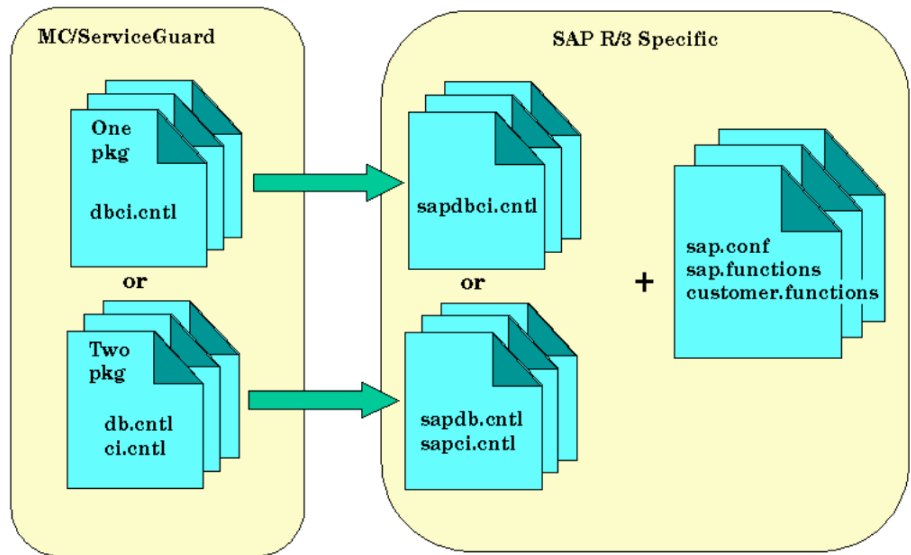 MC/ServiceGuard
One
pkg
dbci.cntl
or
Two
pkg
db.cntl
ci.cntl
SAP R/3 Specific
sapdbci.cntl
or
sapdb.cntl
sapci.cntl
+
sap.conf
sap.functions
customer.functions